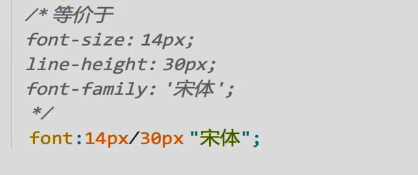 /* 等价于
font-size: 14px;
line-height: 30px;
font-family: '宋体';
*/
font:14px/30px "宋体";